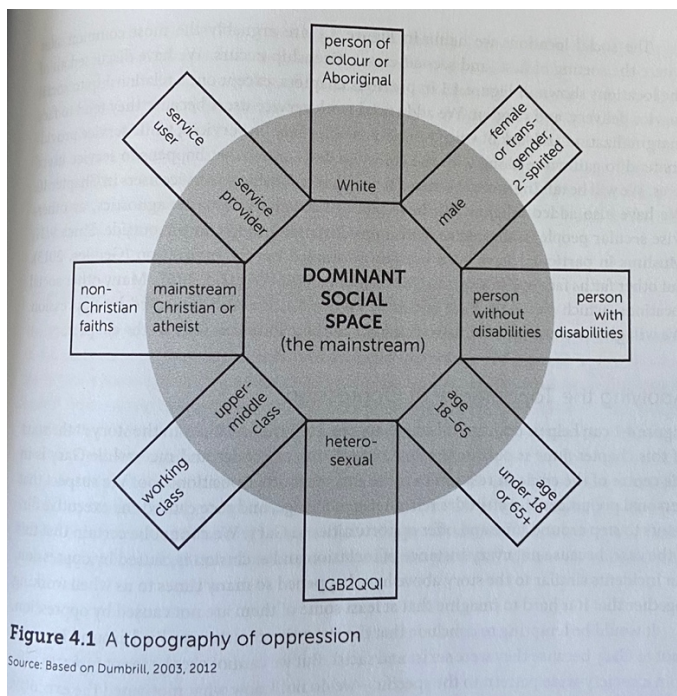 person of
colour or
Aboriginal
White
female
or trans
gender,
2-spirited
male
person
without
disabilities
person
with
disabilities
age
18–65
age
under 18
or 65+
hetero-
sexual
LGB2QQI
upper-
middle
class
working
class
mainstream
Christian or
atheist
non-
Christian
faiths
service
provider
service
user
DOMINANT
SOCIAL
SPACE
(the mainstream)
Figure 4.1 A topography of oppression
Source: Based on Dumbrill, 2003, 2012